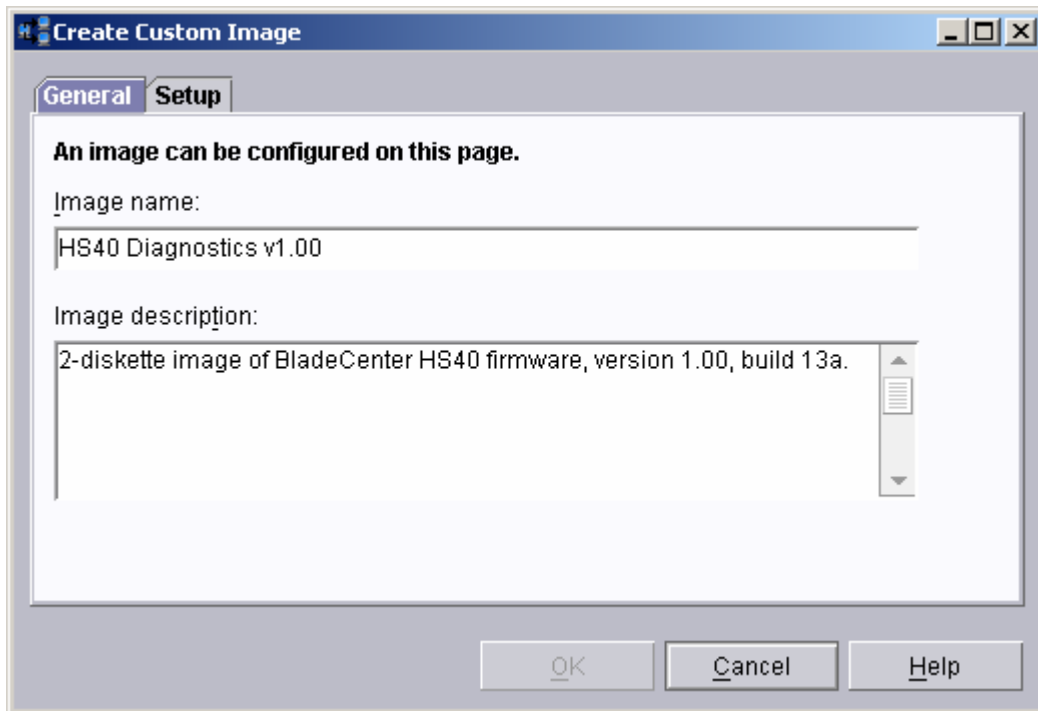 Create Custom Image
General Setup
An image can be configured on this page.
Image name:
HS40 Diagnostics v1.00
Image description:
2-diskette image of BladeCenter HS40 firmware, version 1.00, build 13a.
OK Cancel Help